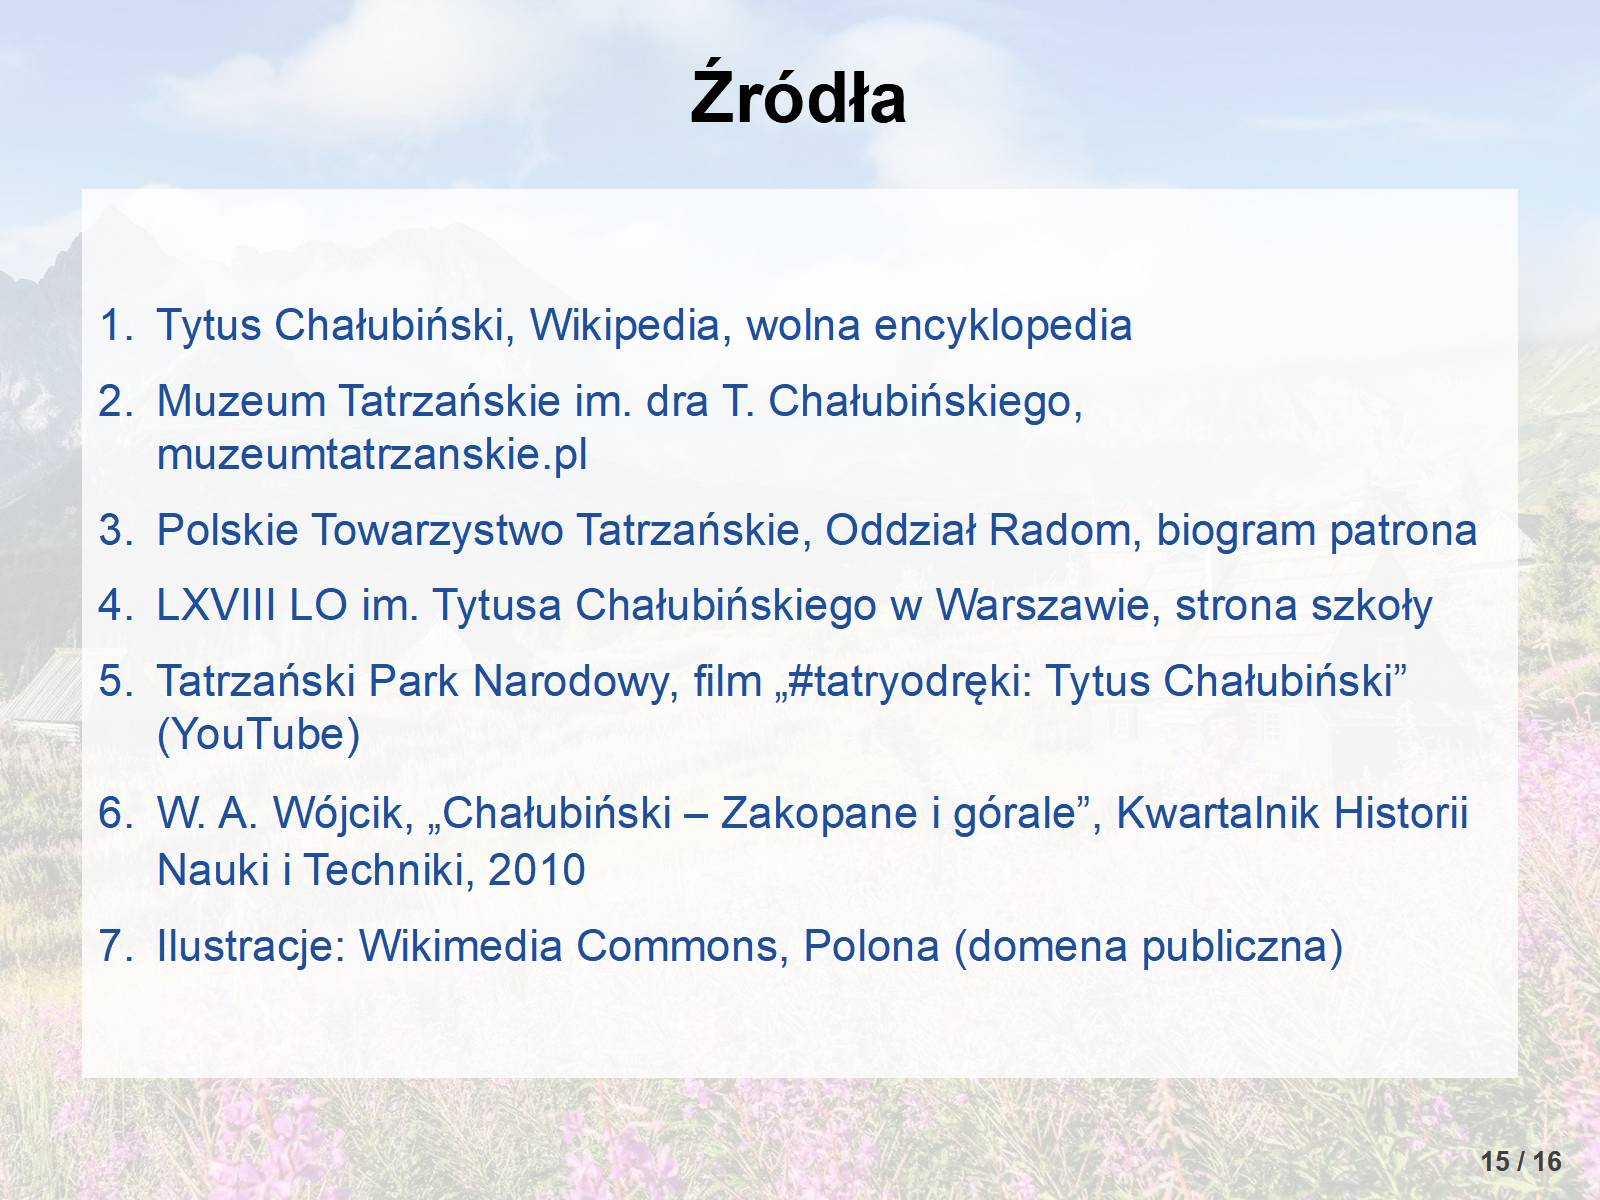 Źródła
1. Tytus Chałubiński, Wikipedia, wolna encyklopedia
2. Muzeum Tatrzańskie im. dra T. Chałubińskiego,
muzeumtatrzanskie.pl
3. Polskie Towarzystwo Tatrzańskie, Oddział Radom, biogram patrona
4. LXVIII LO im. Tytusa Chałubińskiego w Warszawie, strona szkoły
5. Tatrzański Park Narodowy, film „#tatryodręki: Tytus Chałubiński”
(YouTube)
6. W. A. Wójcik, „Chałubiński – Zakopane i górale”, Kwartalnik Historii
Nauki i Techniki, 2010
7. Ilustracje: Wikimedia Commons, Polona (domena publiczna)
15 / 16